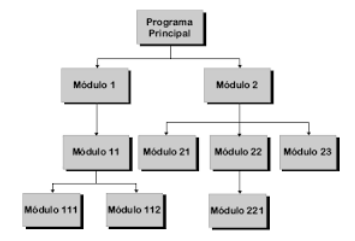 Programa
Principal
Módulo 1
Módulo 2
Módulo 11
Módulo 21
Módulo 22
Módulo 23
Módulo 111
Módulo 112
Módulo 221